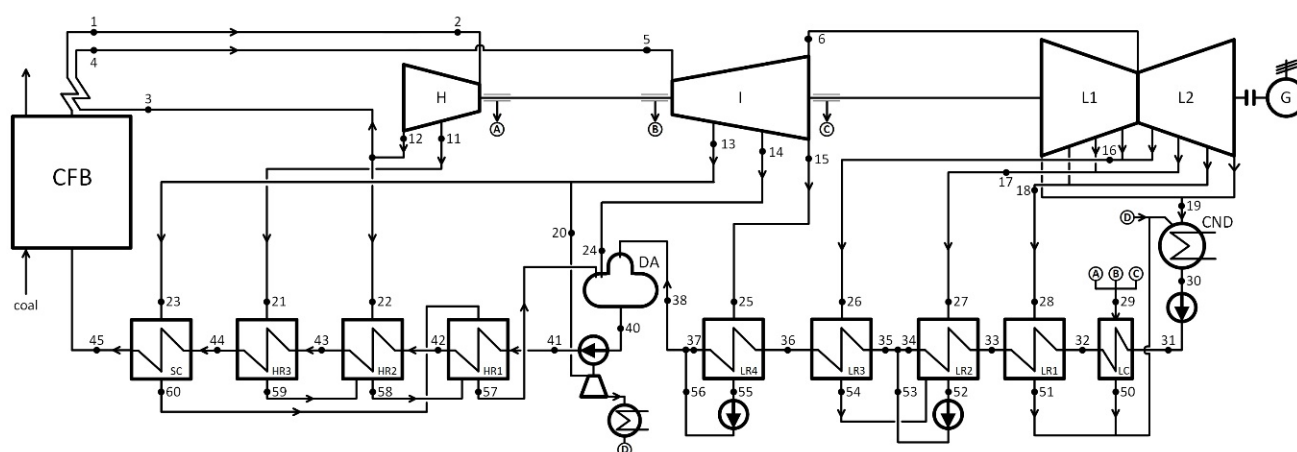 1 2 6
4 5
3 H I L1 L2 G
A B C
12 11 13 14 15 16
CFB 17
18
D 19
20 24 DA CND
A B C 30
coal 23 21 22 38 25 26 27 28 29
40
45 44 43 42 41 37 36 35 34 33 32 31
SC HR3 HR2 HR1 LR4 LR3 LR2 LR1 LC
60 59 58 57 56 55 54 53 52 51 50
D